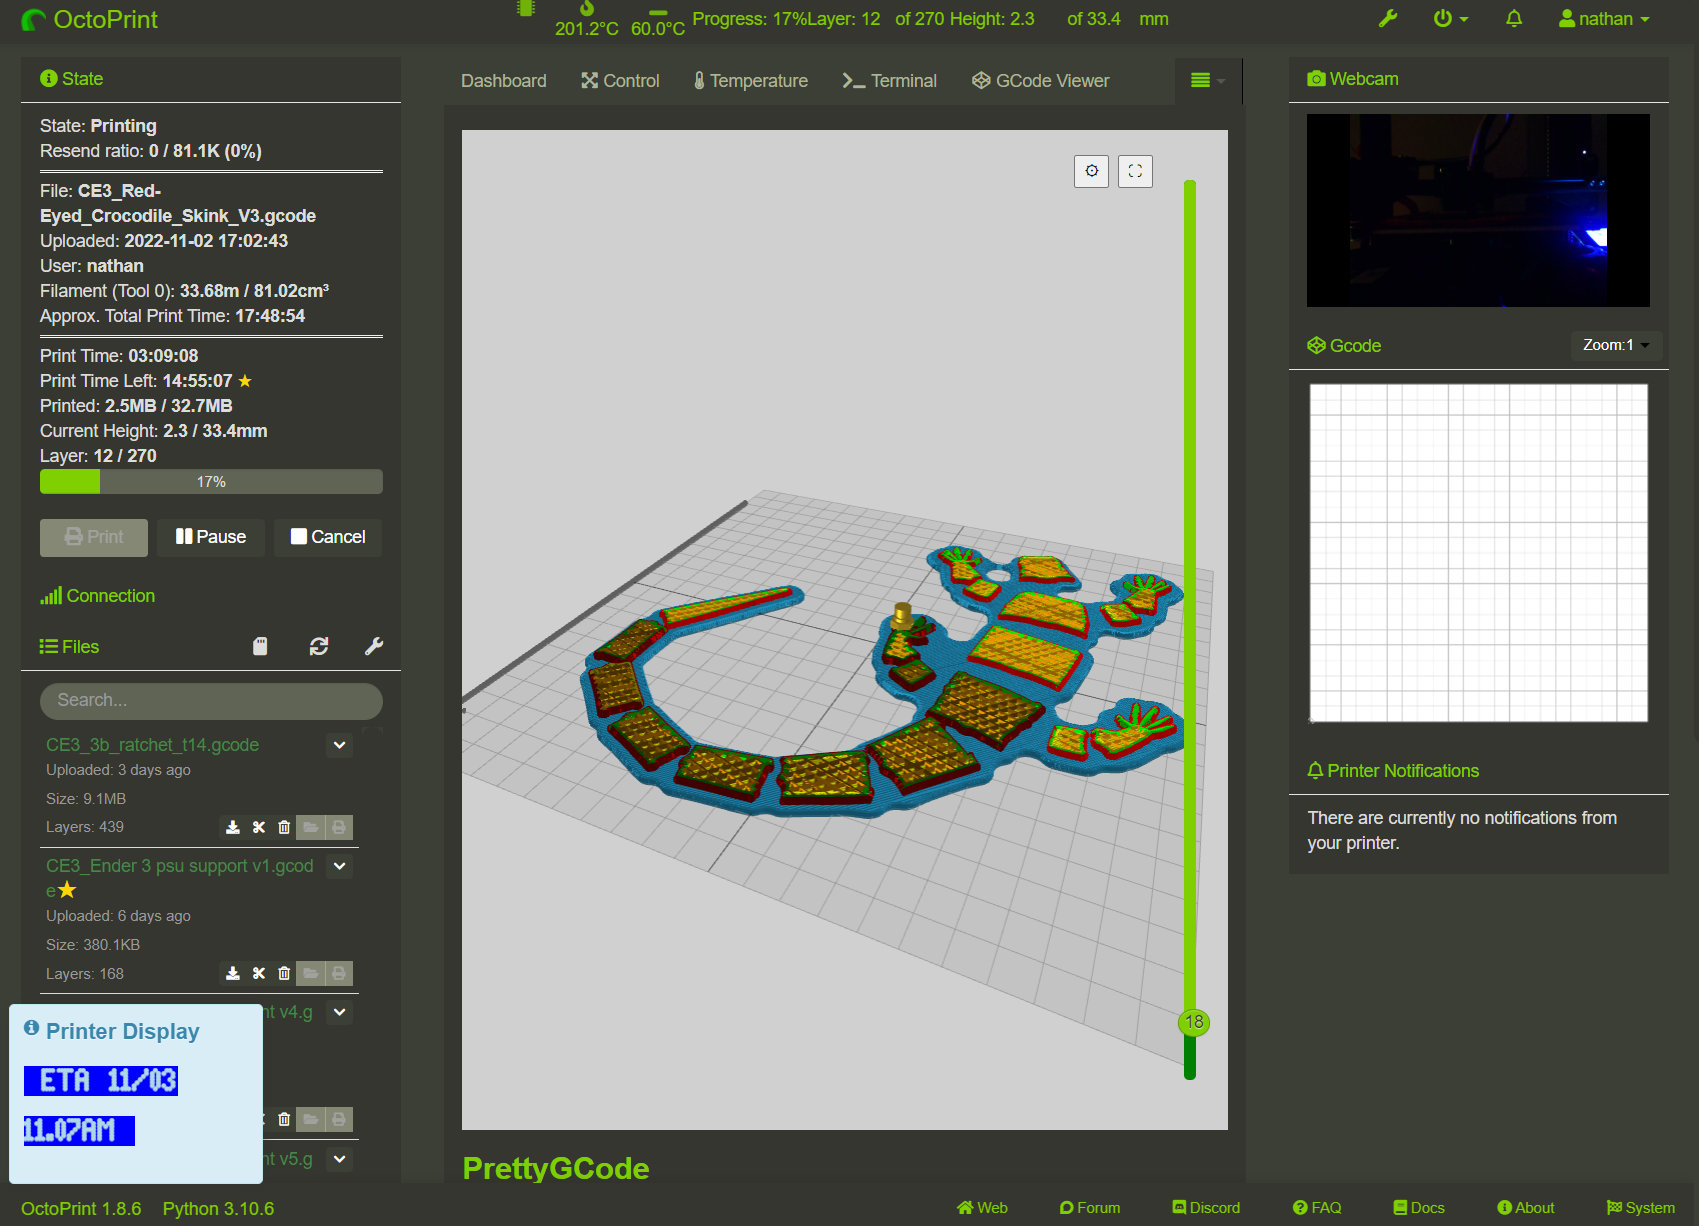 OctoPrint
201.2°C 60.0°C Progress: 17%Layer: 12 of 270 Height: 2.3 of 33.4 mm
nathan
State
State: Printing
Resend ratio: 0 / 81.1K (0%)
File: CE3_Red-
Eyed_Crocodile_Skink_V3.gcode
Uploaded: 2022-11-02 17:02:43
User: nathan
Filament (Tool 0): 33.68m / 81.02cm³
Approx. Total Print Time: 17:48:54
Print Time: 03:09:08
Print Time Left: 14:55:07
Printed: 2.5MB / 32.7MB
Current Height: 2.3 / 33.4mm
Layer: 12 / 270
17%
Print Pause Cancel
Connection
Files
Search...
CE3_3b_ratchet_t14.gcode
Uploaded: 3 days ago
Size: 9.1MB
Layers: 439
CE3_Ender 3 psu support v1.gcod
e
Uploaded: 6 days ago
Size: 380.1KB
Layers: 168
nt v4.g
nt v5.g
Printer Display
ETA 11/03
11.07AM
Dashboard Control Temperature Terminal GCode Viewer
18
PrettyGCode
Webcam
Gcode
Zoom:1
Printer Notifications
There are currently no notifications from
your printer.
OctoPrint 1.8.6 Python 3.10.6
Web Forum Discord FAQ Docs About System